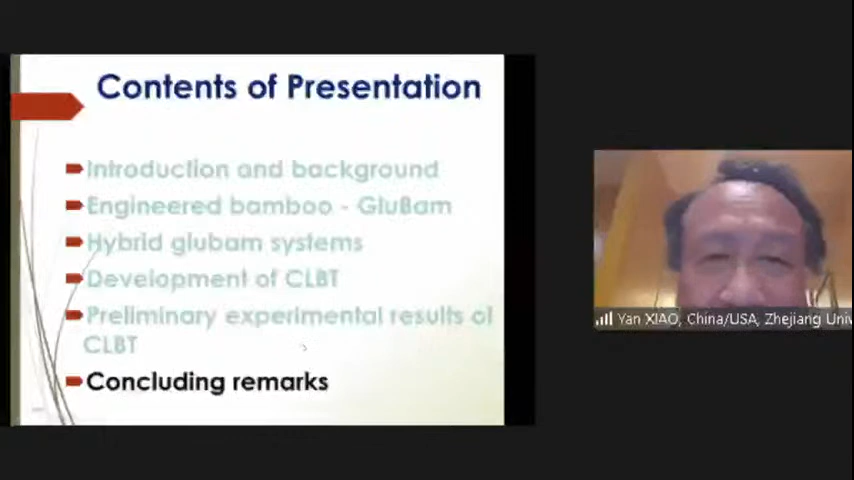 Contents of Presentation
Introduction and background
Engineered bamboo - GluBam
Hybrid glubam systems
Development of CLBT
Preliminary experimental results of
CLBT
Concluding remarks
Yan XIAO, China/USA, Zhejiang Univ